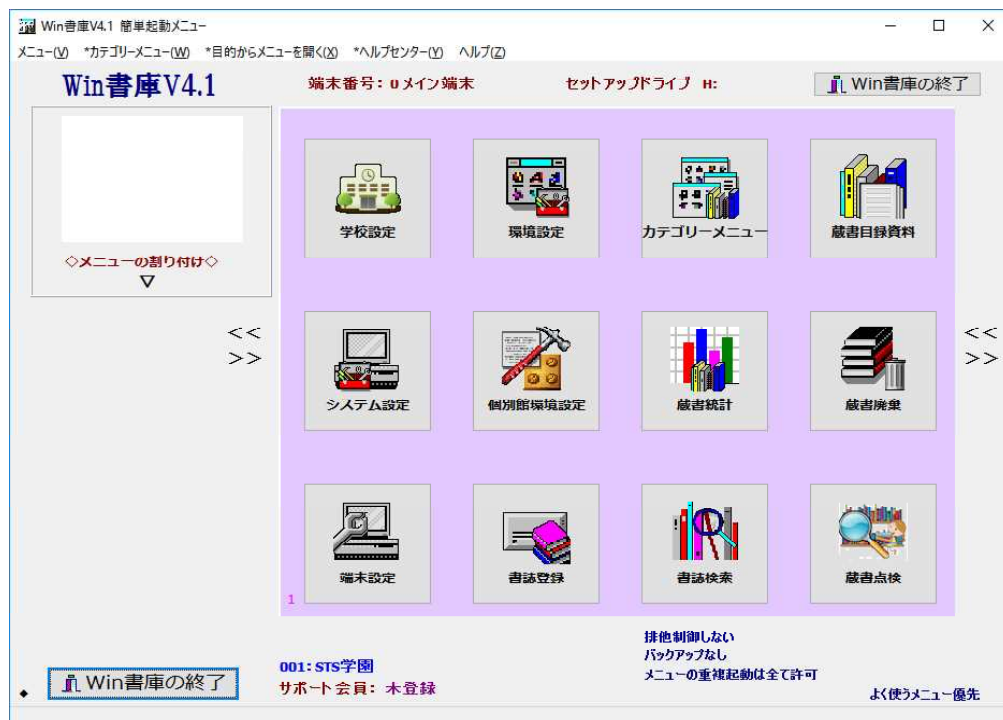 Win書庫V4.1 簡単起動メニュー
メニュー(V) *カテゴリーメニュー(W) *目的からメニューを開く(X) *ヘルプセンター(Y) ヘルプ(Z)
Win書庫V4.1 端末番号:0メイン端末 セットアップドライブ H: Win書庫の終了
◇メニューの割り付け◇
▽
学校設定 環境設定 カテゴリーメニュー 蔵書目録資料
<< <<
>> >>
システム設定 個別館環境設定 蔵書統計 蔵書廃棄
端末設定 書誌登録 書誌検索 蔵書点検
1
排他制御しない
バックアップなし
メニューの重複起動は全て許可
001:STS学園
サポート会員: 未登録
◆ Win書庫の終了
よく使うメニュー優先